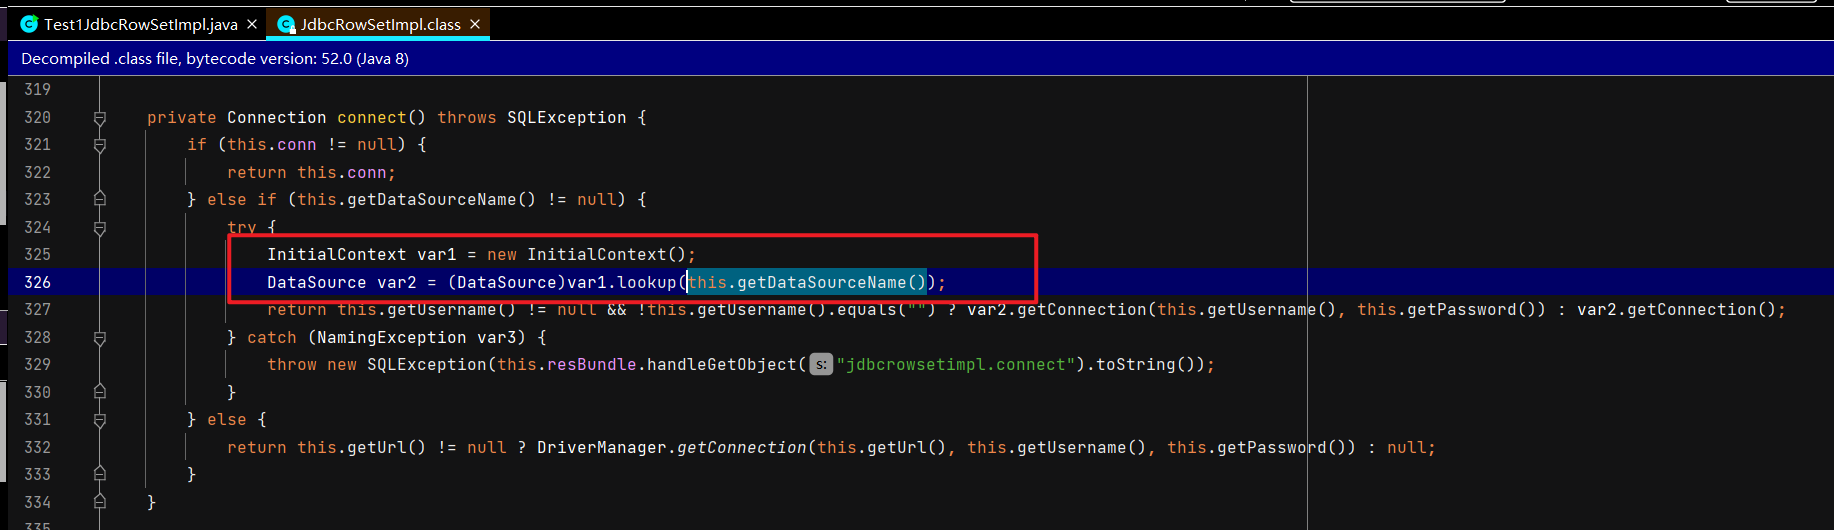 Test1JdbcRowSetImpl.java × JdbcRowSetImpl.class ×
Decompiled .class file, bytecode version: 52.0 (Java 8)
319
320 private Connection connect() throws SQLException {
321 if (this.conn != null) {
322 return this.conn;
323 } else if (this.getDataSourceName() != null) {
324 try {
325 InitialContext var1 = new InitialContext();
326 DataSource var2 = (DataSource)var1.lookup(this.getDataSourceName());
327 return this.getUsername() != null && !this.getUsername().equals("") ? var2.getConnection(this.getUsername(), this.getPassword()) : var2.getConnection();
328 } catch (NamingException var3) {
329 throw new SQLException(this.resBundle.handleGetObject( s: "jdbcrowsetimpl.connect").toString());
330 }
331 } else {
332 return this.getUrl() != null ? DriverManager.getConnection(this.getUrl(), this.getUsername(), this.getPassword()) : null;
333 }
334 }
335